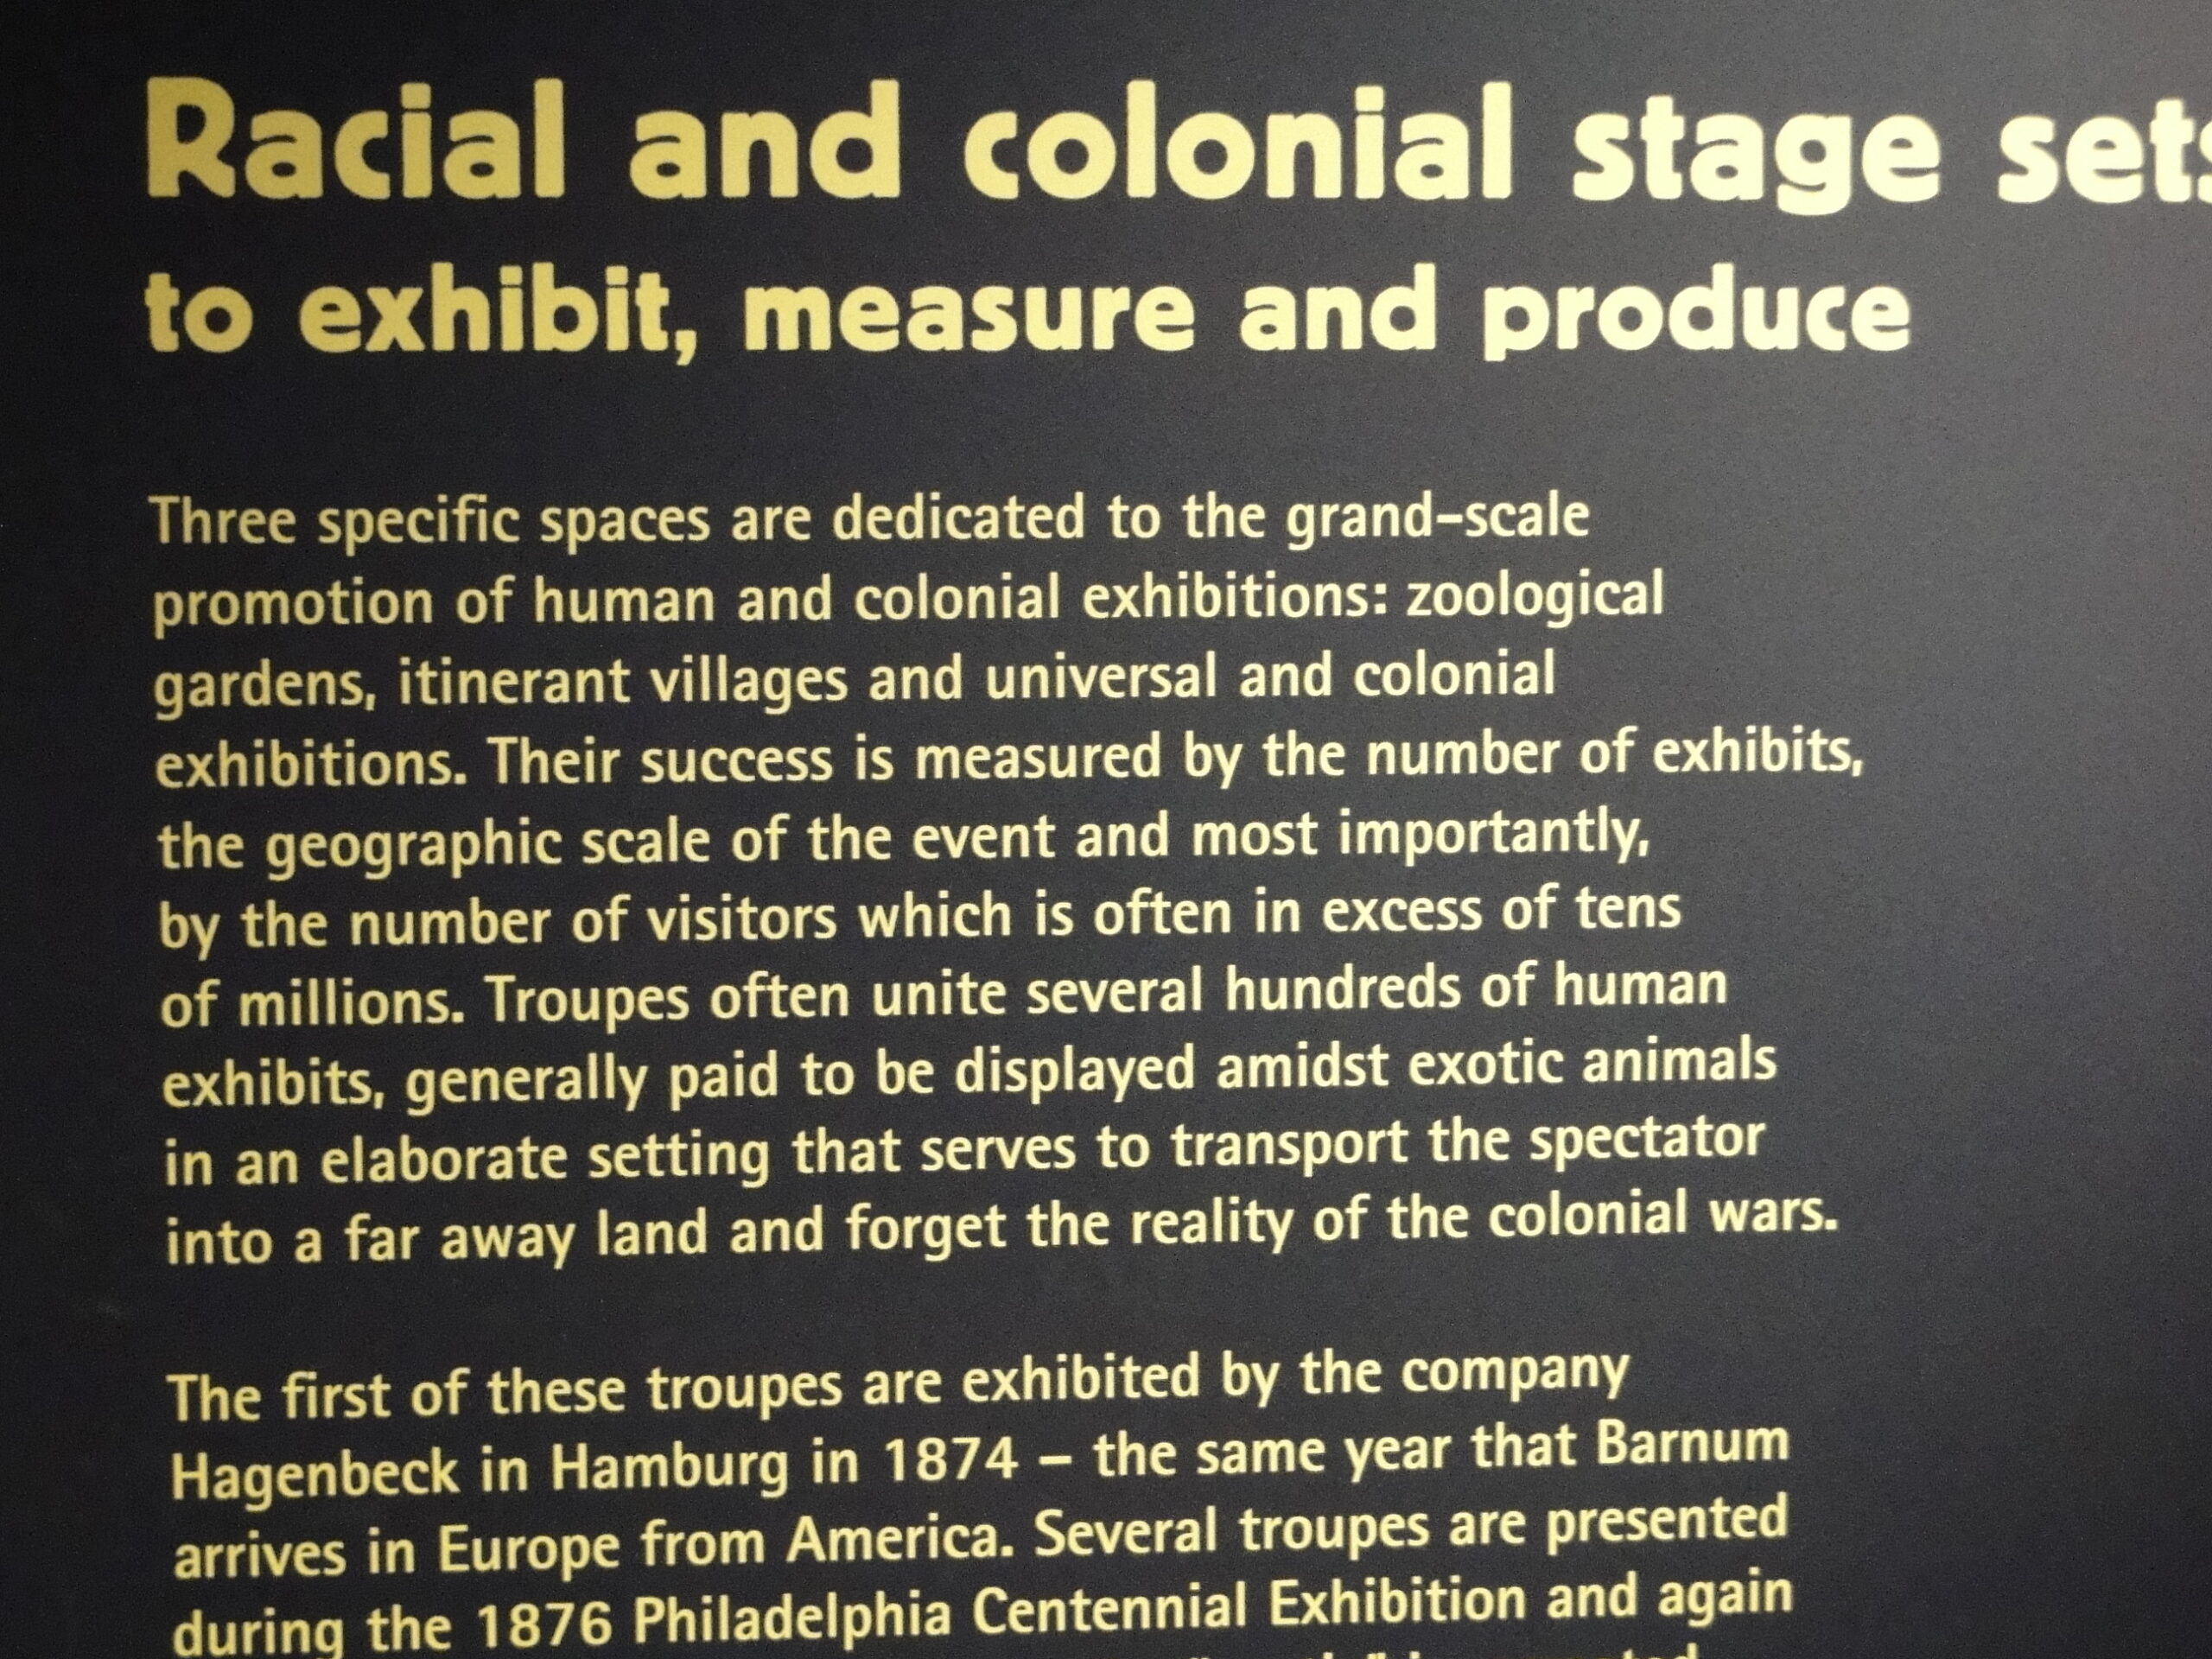 Racial and colonial stage sets
to exhibit, measure and produce
Three specific spaces are dedicated to the grand-scale
promotion of human and colonial exhibitions: zoological
gardens, itinerant villages and universal and colonial
exhibitions. Their success is measured by the number of exhibits,
the geographic scale of the event and most importantly,
by the number of visitors which is often in excess of tens
of millions. Troupes often unite several hundreds of human
exhibits, generally paid to be displayed amidst exotic animals
in an elaborate setting that serves to transport the spectator
into a far away land and forget the reality of the colonial wars.
The first of these troupes are exhibited by the company
Hagenbeck in Hamburg in 1874 – the same year that Barnum
arrives in Europe from America. Several troupes are presented
during the 1876 Philadelphia Centennial Exhibition and again